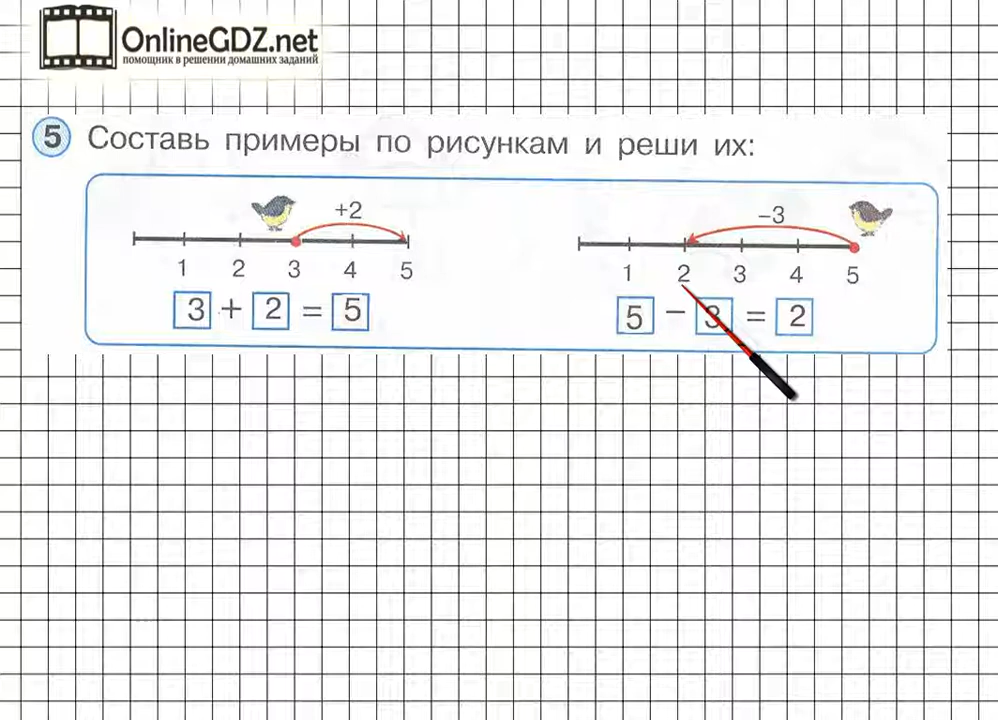 OnlineGDZ.net
помощник в решении домашних заданий
5 Составь примеры по рисункам и реши их:
+2
1 2 3 4 5
3 + 2 = 5
−3
1 2 3 4 5
5 − 3 = 2